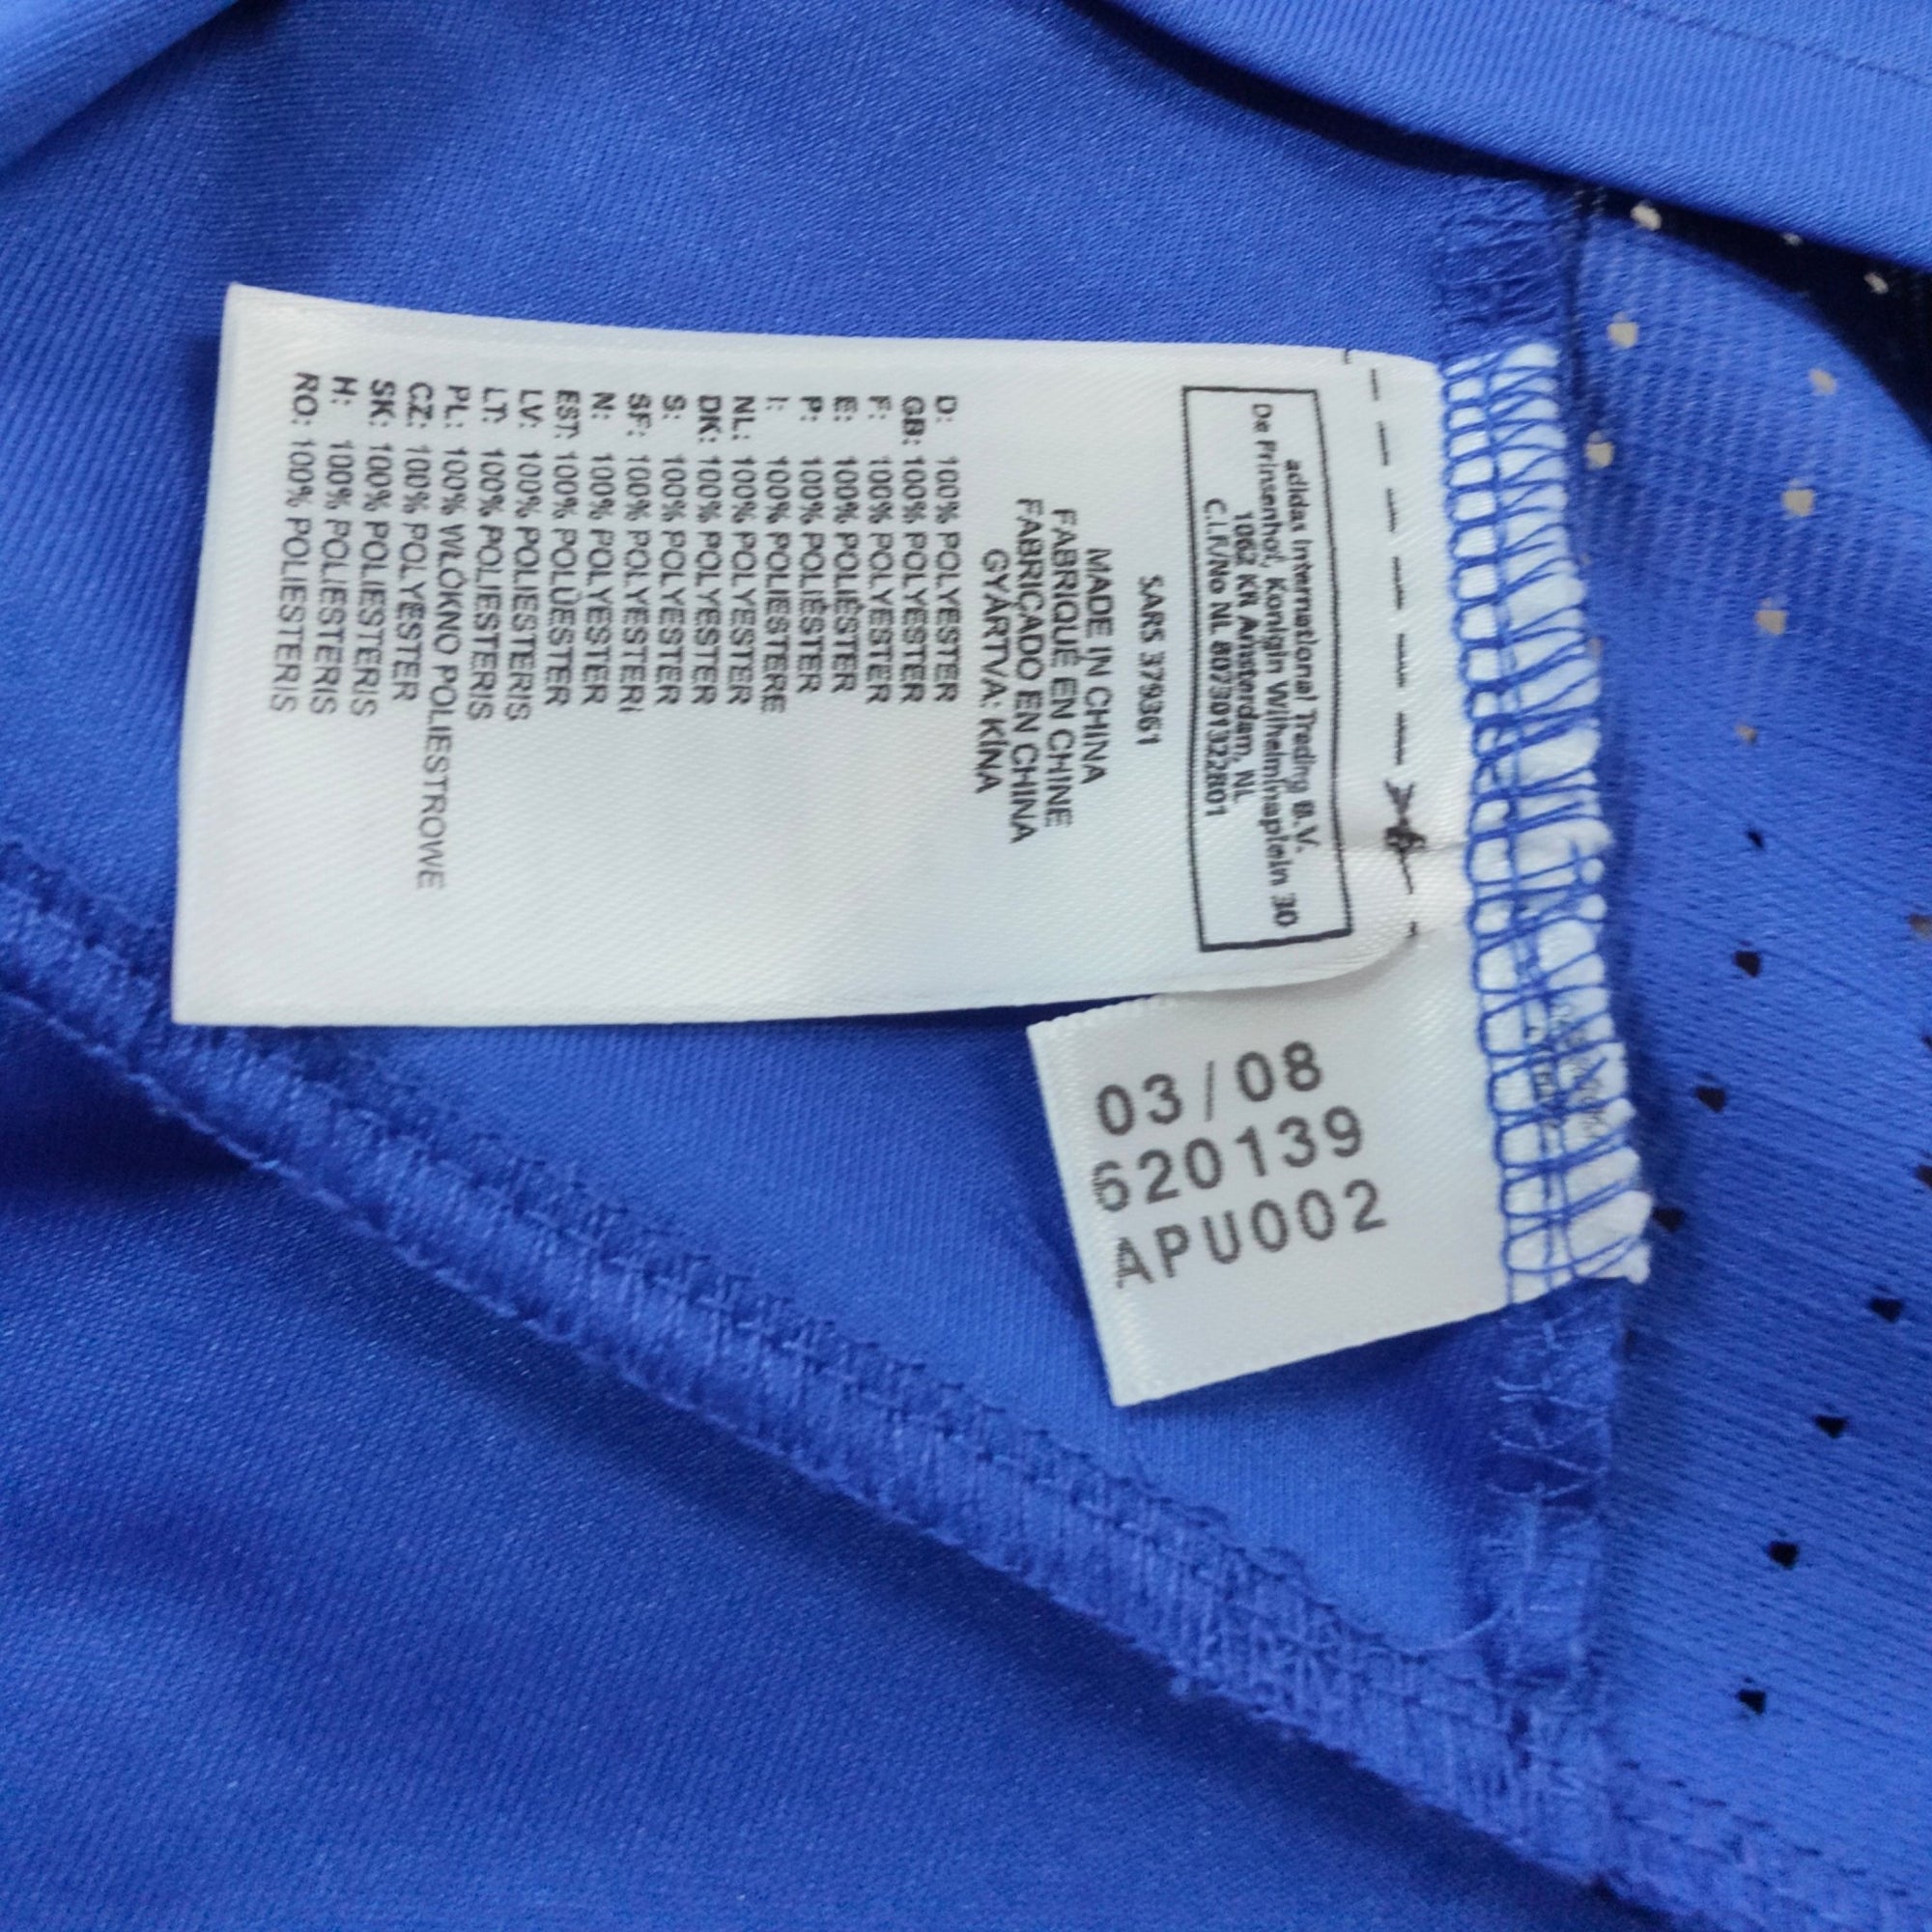 adidas International Trading B.V.
De Prinsenhof, Konigin Wilhelminaplein 30
1062 KR Amsterdam, NL
C.I.F./No NL 807301322B01
SARS 379361
MADE IN CHINA
FABRIQUÉ EN CHINE
FABRICADO EN CHINA
GYÁRTVA: KÍNA
D: 100% POLYESTER
GB: 100% POLYESTER
F: 100% POLYESTER
E: 100% POLIÉSTER
P: 100% POLIÉSTER
I: 100% POLIESTERE
NL: 100% POLYESTER
DK: 100% POLYESTER
S: 100% POLYESTER
SF: 100% POLYESTERI
N: 100% POLYESTER
EST: 100% POLÜESTER
LV: 100% POLIESTERIS
LT: 100% POLIESTERIS
PL: 100% WŁÓKNO POLIESTROWE
CZ: 100% POLYESTER
SK: 100% POLIESTERIS
H: 100% POLIESTERIS
RO: 100% POLIESTERIS
03/08
620139
APU002